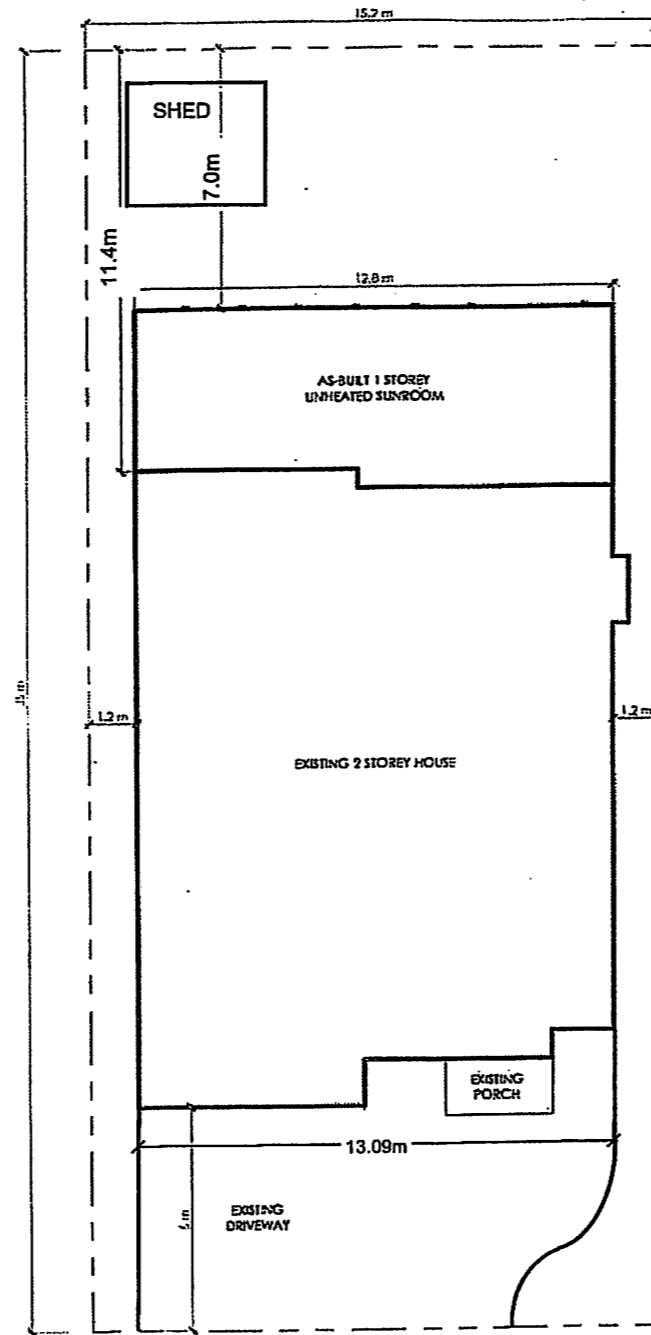 15.2 m
SHED
7.0m
11.4m
12.8 m
AS-BUILT 1 STOREY
UNHEATED SUNROOM
1.2 m
1.2 m
EXISTING 2 STOREY HOUSE
EXISTING
PORCH
13.09m
EXISTING
DRIVEWAY
6 m